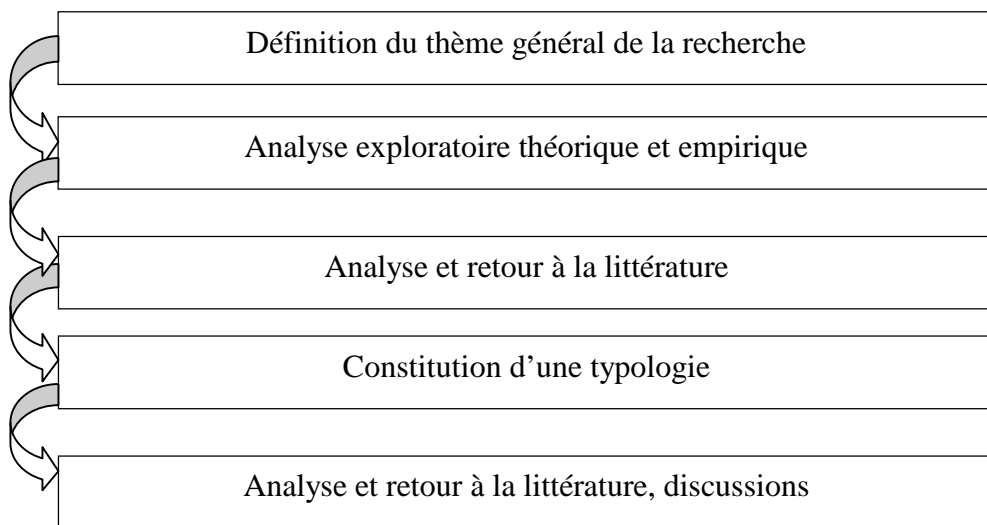 Définition du thème général de la recherche
Analyse exploratoire théorique et empirique
Analyse et retour à la littérature
Constitution d’une typologie
Analyse et retour à la littérature, discussions